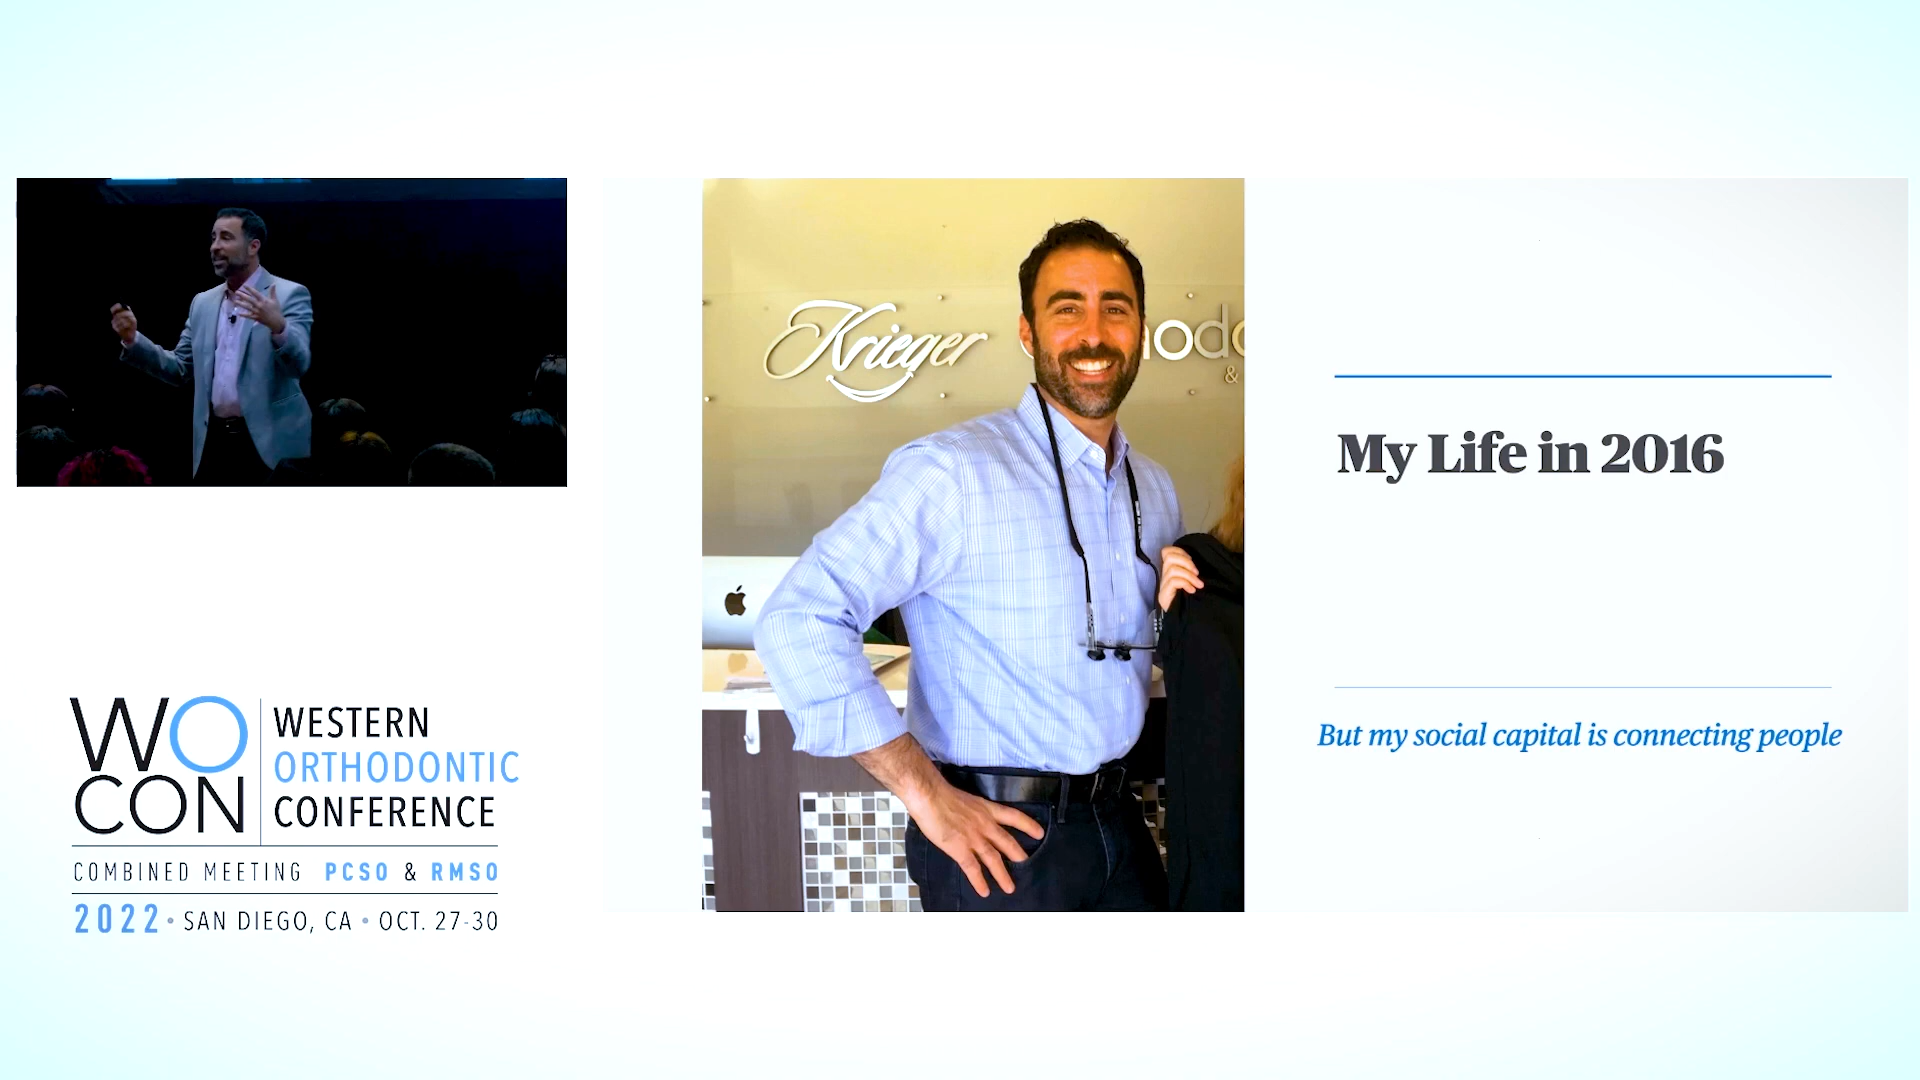 Krieger
odo
&
My Life in 2016
But my social capital is connecting people
WO
CON
WESTERN
ORTHODONTIC
CONFERENCE
COMBINED MEETING PCSO & RMSO
2022 • SAN DIEGO, CA • OCT. 27-30